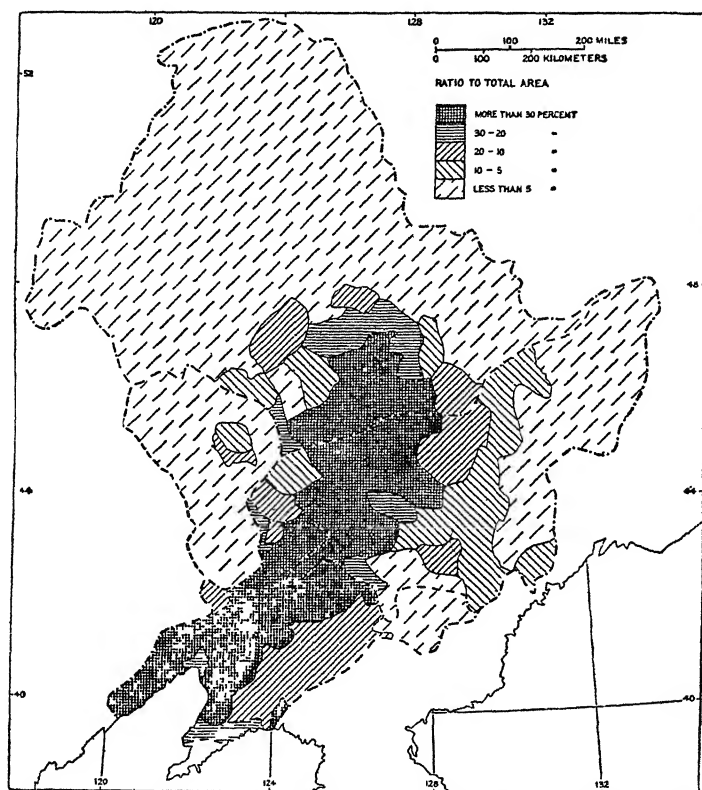 120 128 132
0 100 200 MILES
0 100 200 KILOMETERS
52
RATIO TO TOTAL AREA
MORE THAN 30 PERCENT
30 - 20 "
20 - 10 "
10 - 5 "
LESS THAN 5 "
48
44 44
40 40
120 124 128 132